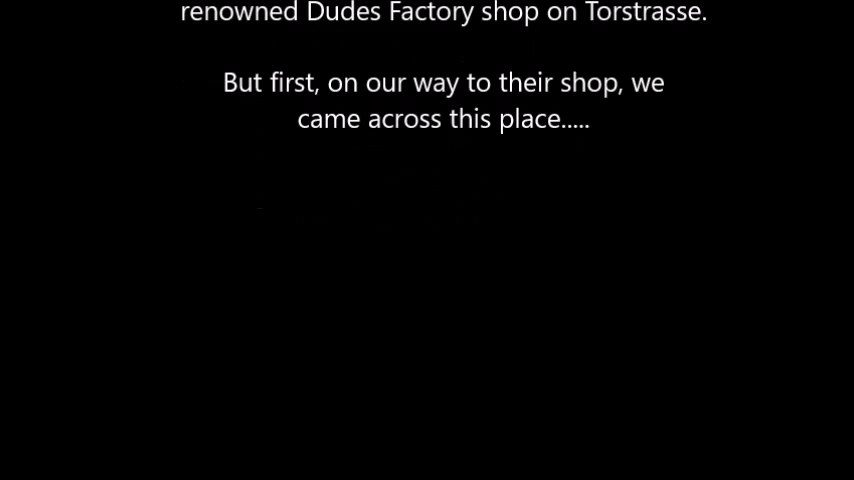 renowned Dudes Factory shop on Torstrasse.
But first, on our way to their shop, we
came across this place.....